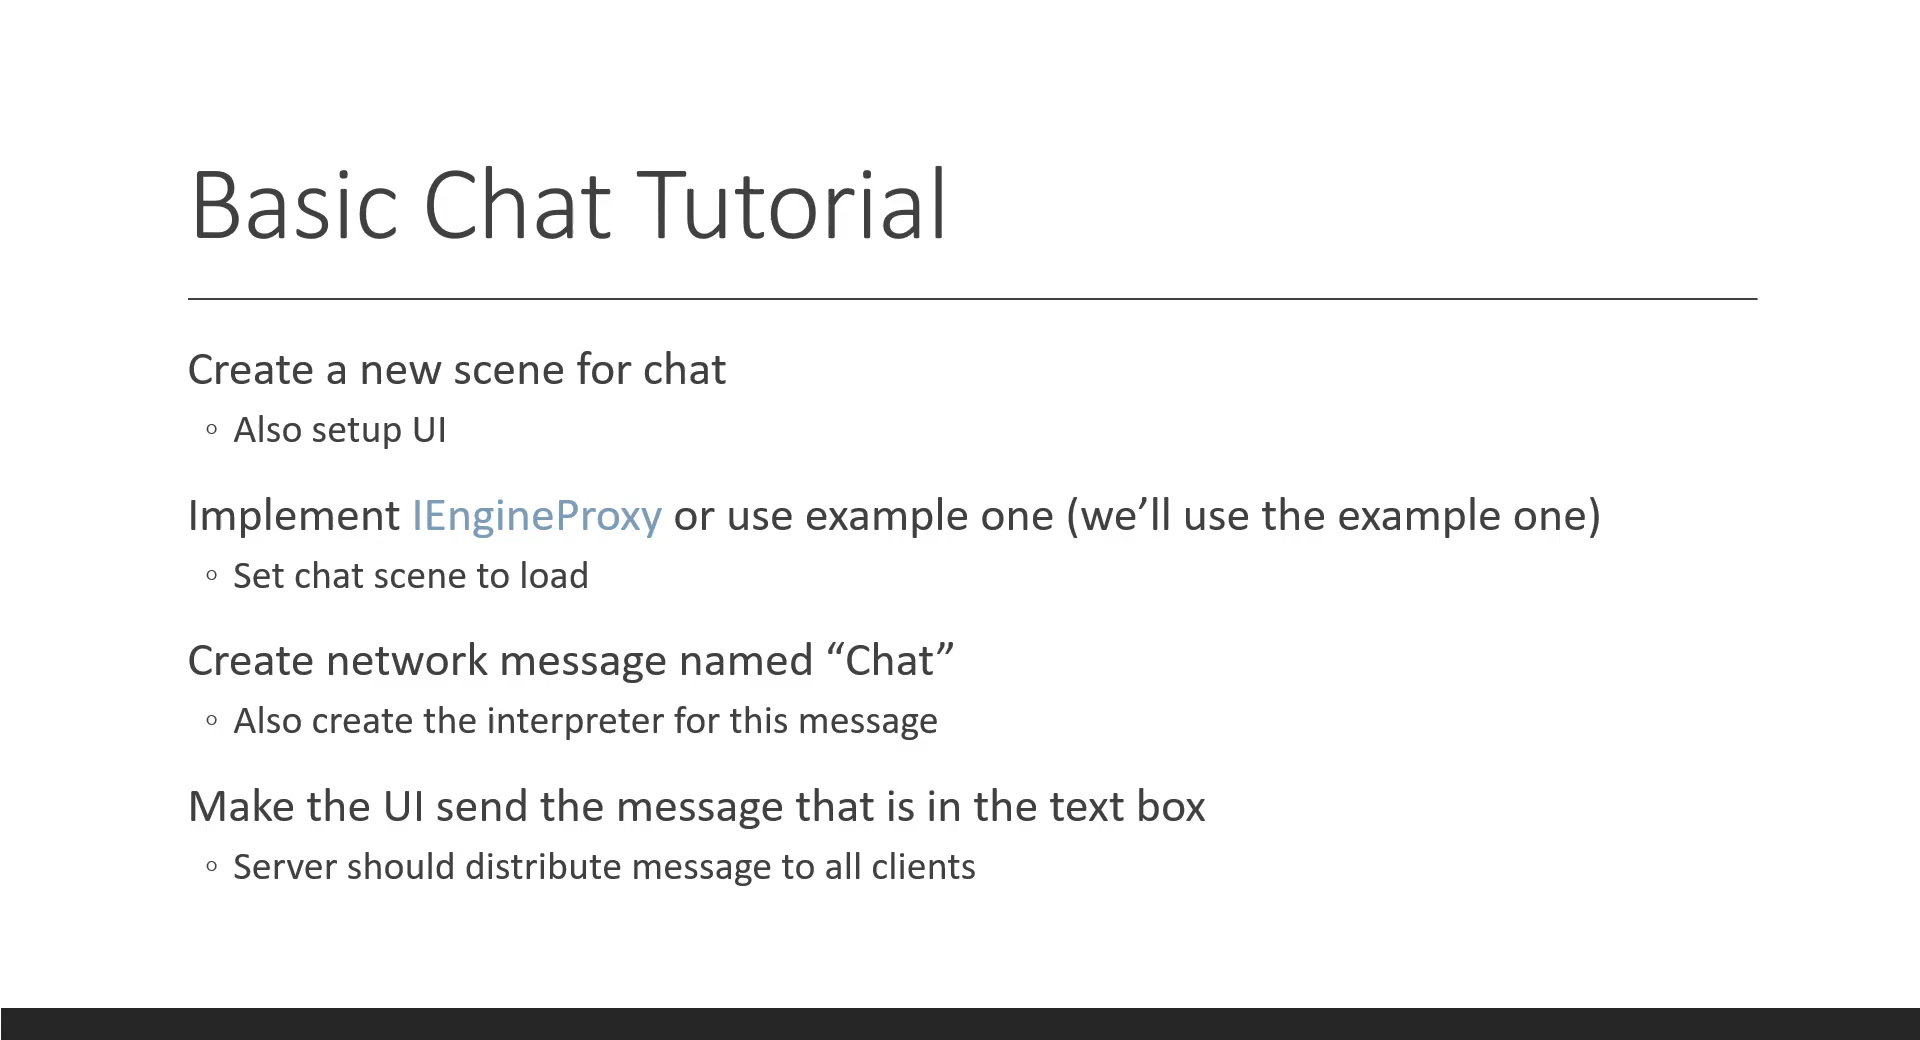 Basic Chat Tutorial
Create a new scene for chat
◦ Also setup UI
Implement IEngineProxy or use example one (we’ll use the example one)
◦ Set chat scene to load
Create network message named “Chat”
◦ Also create the interpreter for this message
Make the UI send the message that is in the text box
◦ Server should distribute message to all clients